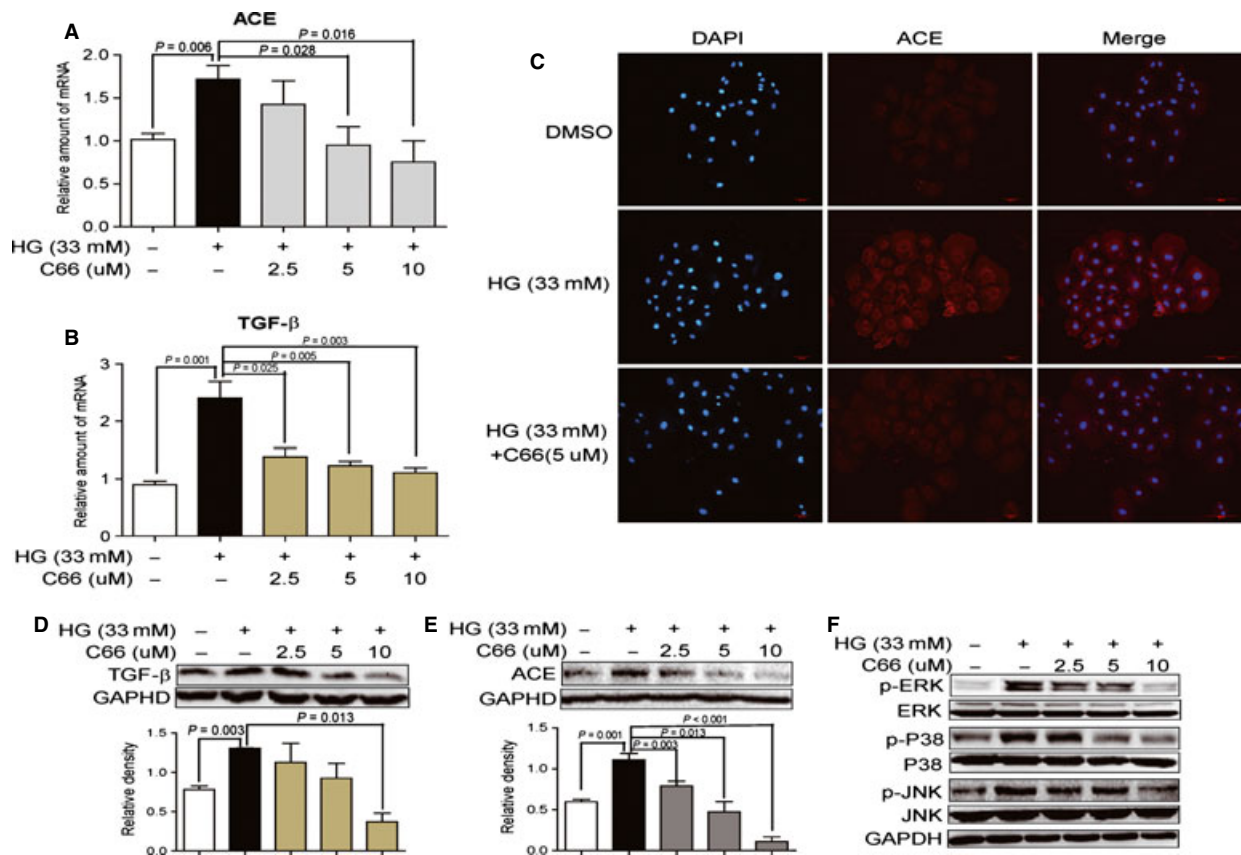 A
ACE
P = 0.016
P = 0.006
P = 0.028
Relative amount of mRNA
2.0
1.5
1.0
0.5
0.0
HG (33 mM) – + + + +
C66 (uM) – – 2.5 5 10
B
TGF-β
P = 0.003
P = 0.005
P = 0.001
P = 0.025
Relative amount of mRNA
3
2
1
0
HG (33 mM) – + + + +
C66 (uM) – – 2.5 5 10
C
DAPI ACE Merge
DMSO
HG (33 mM)
HG (33 mM)
+C66(5 uM)
D
HG (33 mM) – + + + +
C66 (uM) – – 2.5 5 10
TGF-β
GAPHD
P = 0.013
P = 0.003
Relative density
1.5
1.0
0.5
0.0
E
HG (33 mM) – + + + +
C66 (uM) – – 2.5 5 10
ACE
GAPHD
P < 0.001
P = 0.013
P = 0.001
P = 0.003
Relative density
1.5
1.0
0.5
0.0
F
HG (33 mM) – + + + +
C66 (uM) – – 2.5 5 10
p-ERK
ERK
p-P38
P38
p-JNK
JNK
GAPDH